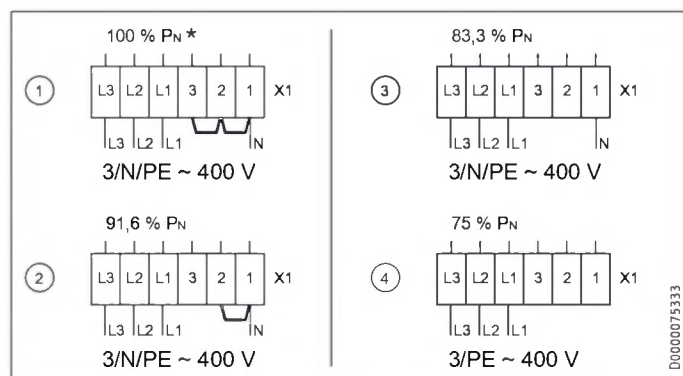 100 % PN *
1
L3 L2 L1 3 2 1 X1
L3 L2 L1 N
3/N/PE ~ 400 V
91,6 % PN
2
L3 L2 L1 3 2 1 X1
L3 L2 L1 N
3/N/PE ~ 400 V
83,3 % PN
3
L3 L2 L1 3 2 1 X1
L3 L2 L1 N
3/N/PE ~ 400 V
75 % PN
4
L3 L2 L1 3 2 1 X1
L3 L2 L1
3/PE ~ 400 V
D0000075333